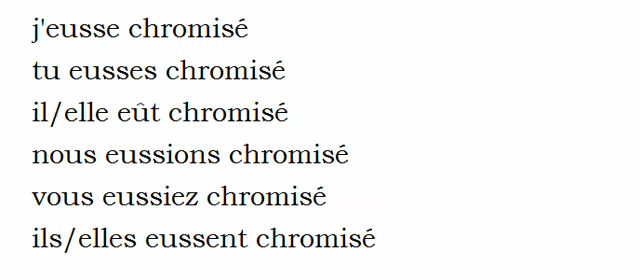 j'eusse chromisé
tu eusses chromisé
il/elle eût chromisé
nous eussions chromisé
vous eussiez chromisé
ils/elles eussent chromisé